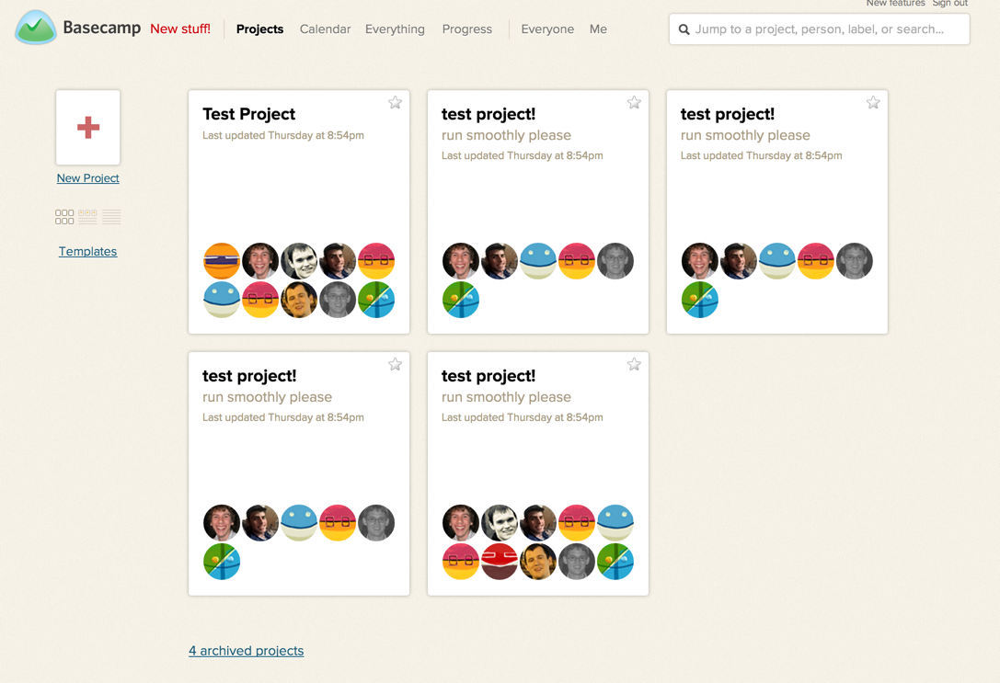 New features Sign out
Basecamp New stuff! Projects Calendar Everything Progress Everyone Me
Jump to a project, person, label, or search...
New Project
Templates
Test Project
Last updated Thursday at 8:54pm
test project!
run smoothly please
Last updated Thursday at 8:54pm
test project!
run smoothly please
Last updated Thursday at 8:54pm
test project!
run smoothly please
Last updated Thursday at 8:54pm
test project!
run smoothly please
Last updated Thursday at 8:54pm
4 archived projects